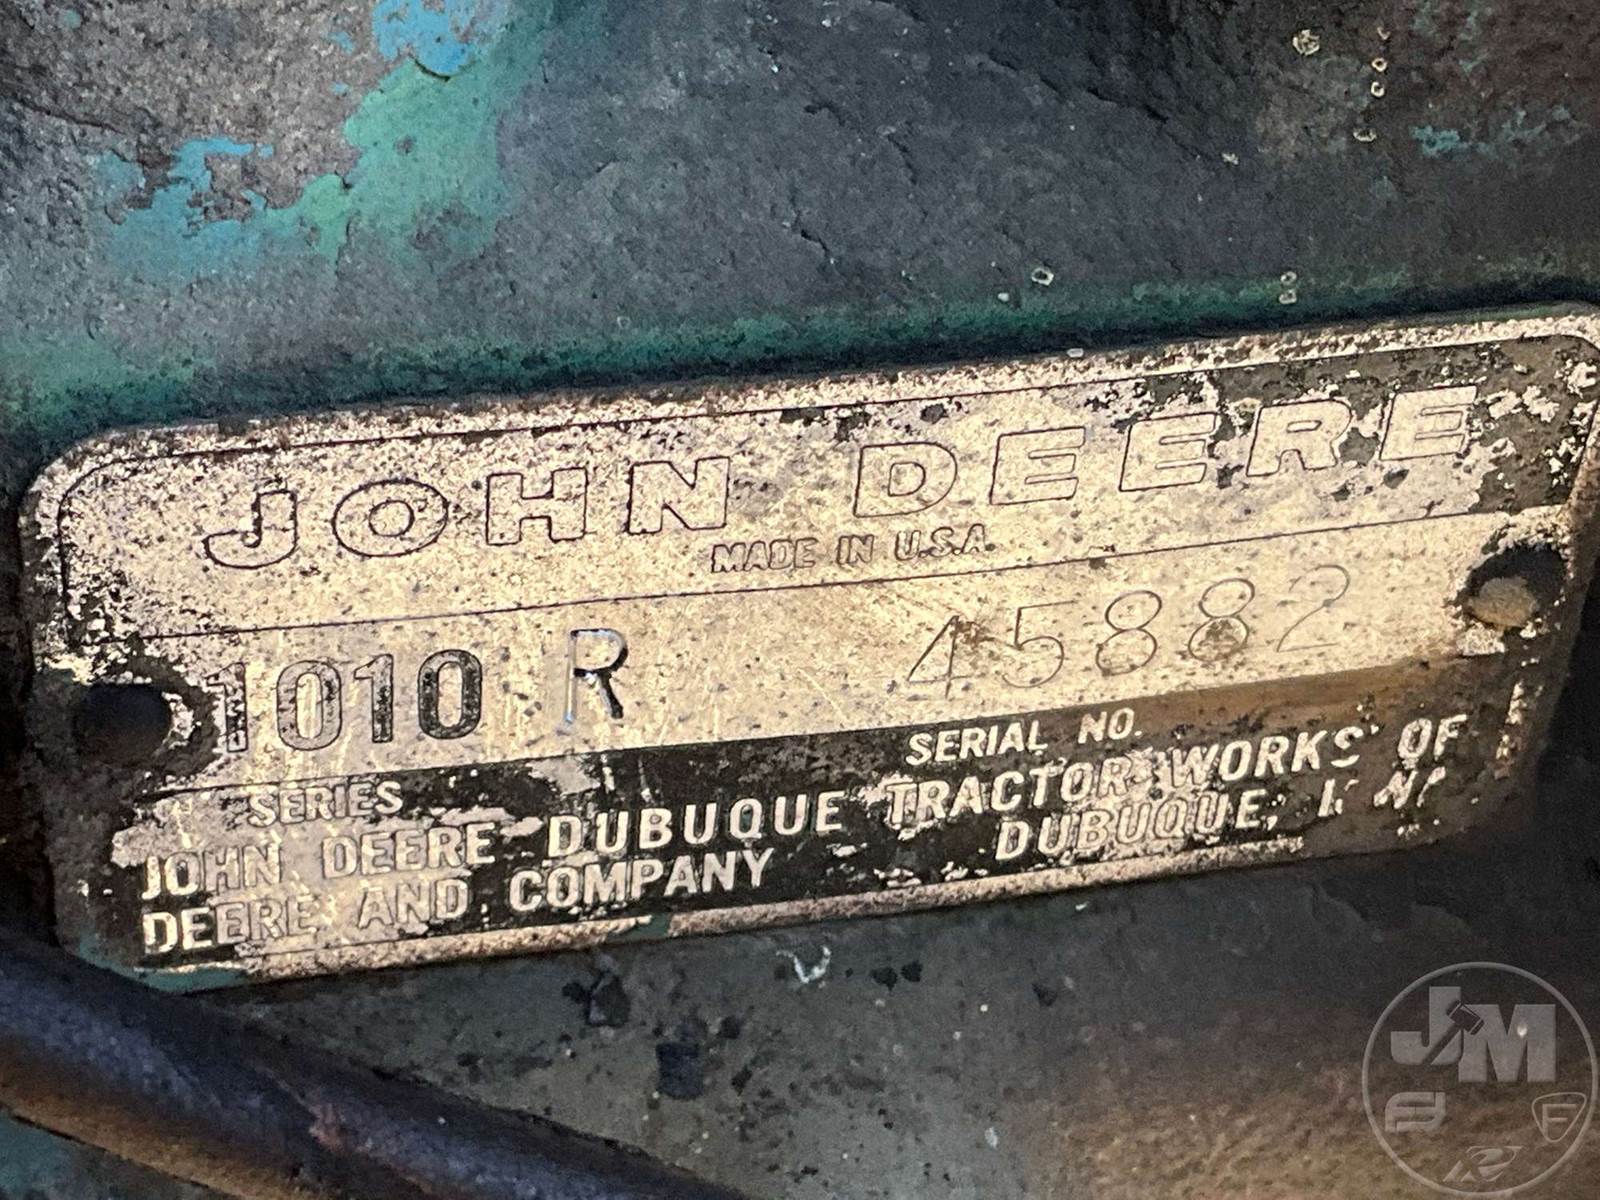 JOHN DEERE
MADE IN U.S.A.
1010 R 45882
SERIES SERIAL NO.
JOHN DEERE DUBUQUE TRACTOR WORKS OF
DEERE AND COMPANY DUBUQUE,
JM